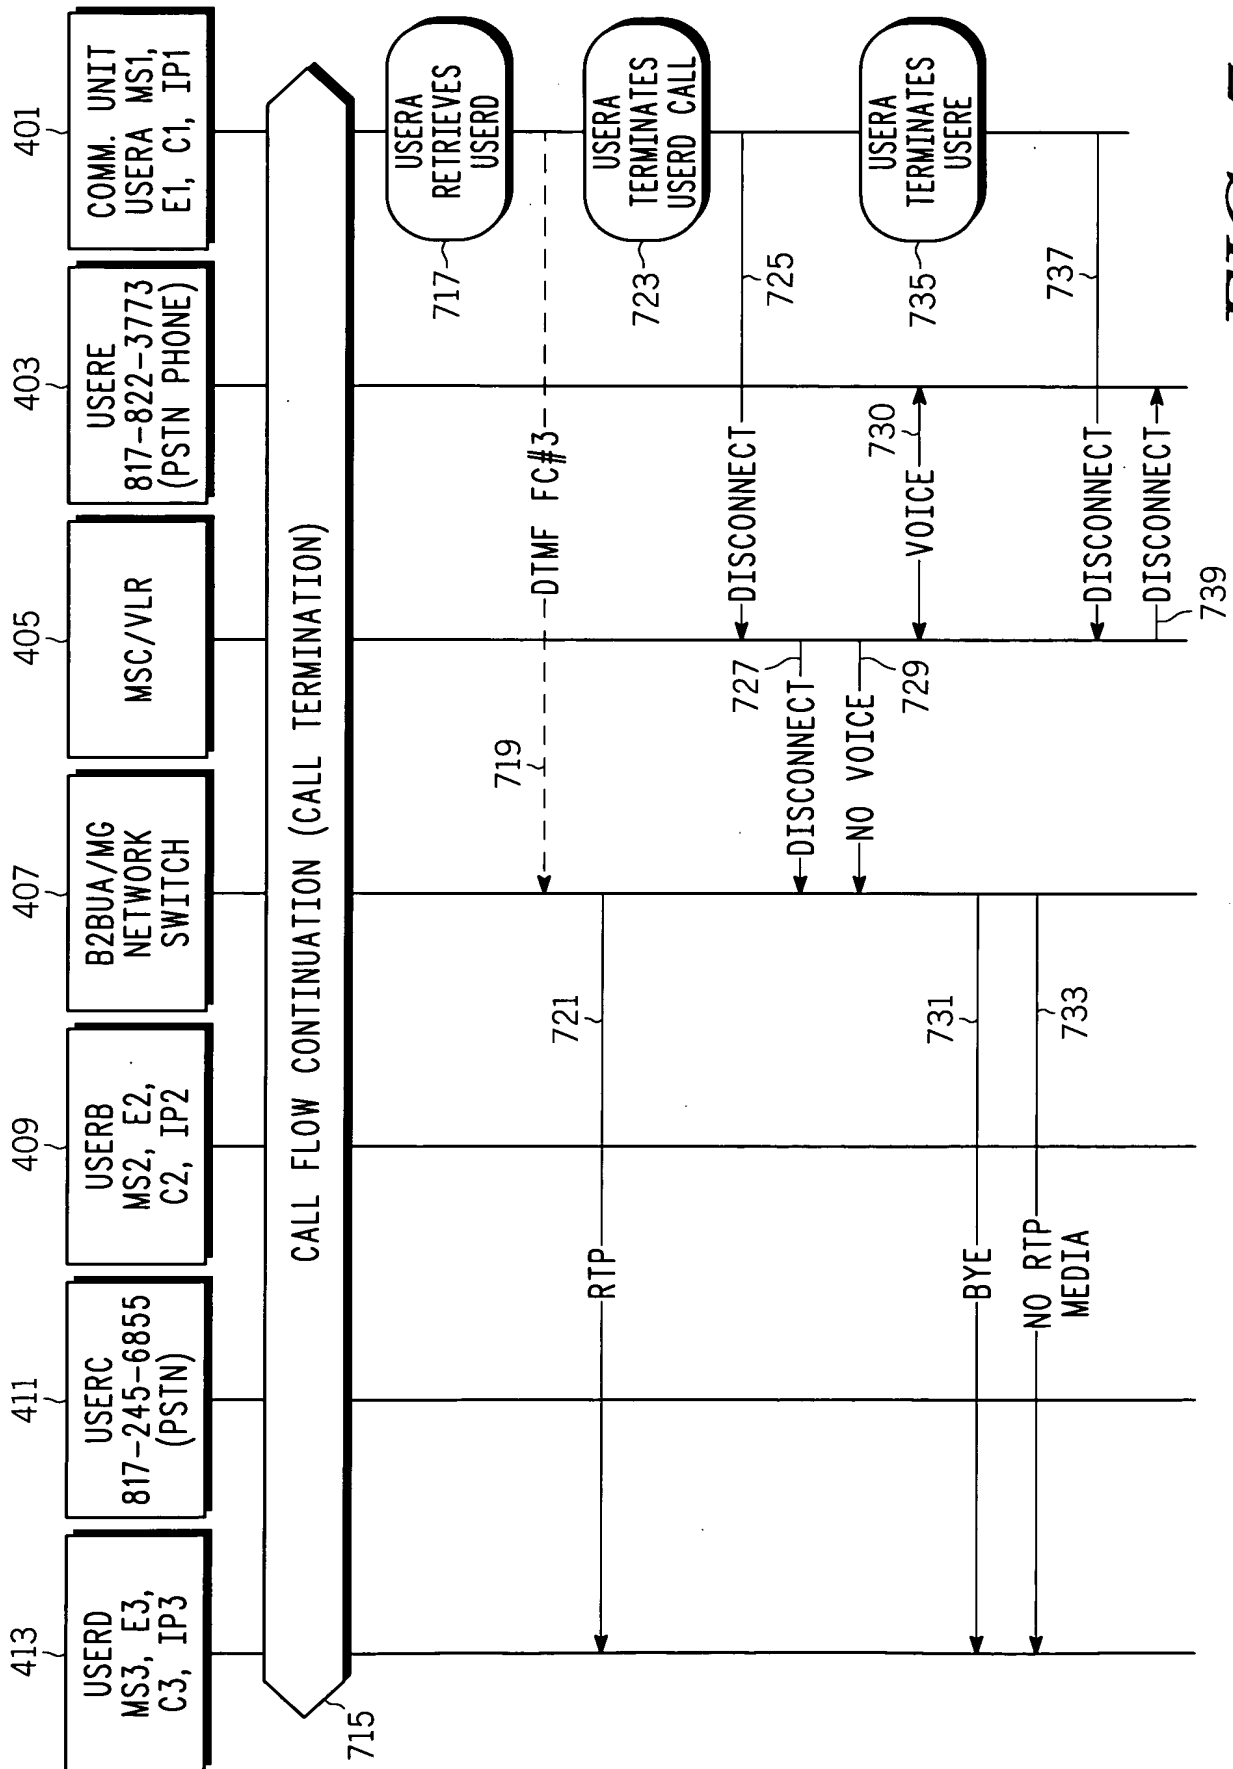 413
411
409
407
405
403
401
USERD
MS3, E3,
C3, IP3
USERC
817-245-6855
(PSTN)
USERB
MS2, E2,
C2, IP2
B2BUA/MG
NETWORK
SWITCH
MSC/VLR
USERE
817-822-3773
(PSTN PHONE)
COMM. UNIT
USERA MS1,
E1, C1, IP1
CALL FLOW CONTINUATION (CALL TERMINATION)
715
USERA
RETRIEVES
USERD
717
719
DTMF FC#3
721
RTP
USERA
TERMINATES
USERD CALL
723
DISCONNECT
725
727
DISCONNECT
NO VOICE
729
730
VOICE
USERA
TERMINATES
USERE
735
731
BYE
NO RTP
MEDIA
733
737
DISCONNECT
DISCONNECT
739